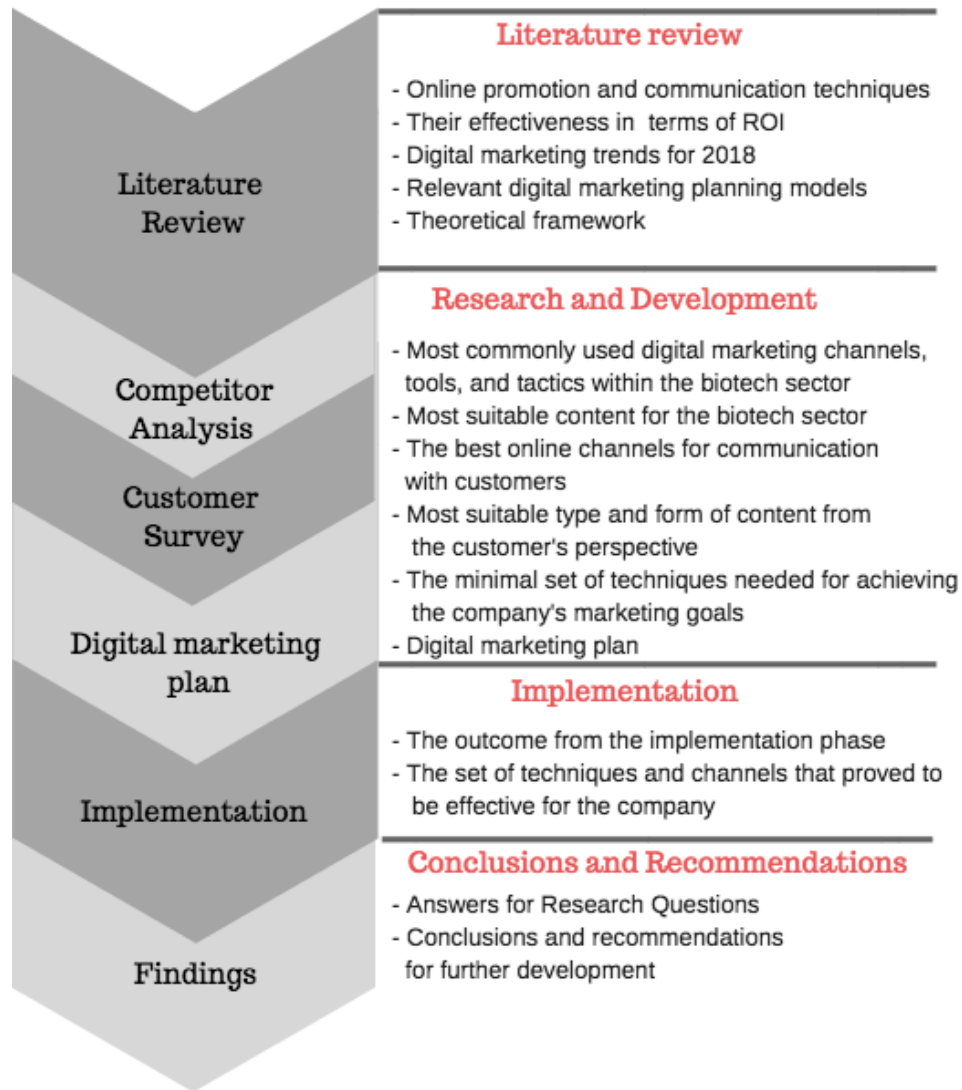 Literature
Review
Competitor
Analysis
Customer
Survey
Digital marketing
plan
Implementation
Findings
Literature review
- Online promotion and communication techniques
- Their effectiveness in terms of ROI
- Digital marketing trends for 2018
- Relevant digital marketing planning models
- Theoretical framework
Research and Development
- Most commonly used digital marketing channels,
tools, and tactics within the biotech sector
- Most suitable content for the biotech sector
- The best online channels for communication
with customers
- Most suitable type and form of content from
the customer's perspective
- The minimal set of techniques needed for achieving
the company's marketing goals
- Digital marketing plan
Implementation
- The outcome from the implementation phase
- The set of techniques and channels that proved to
be effective for the company
Conclusions and Recommendations
- Answers for Research Questions
- Conclusions and recommendations
for further development